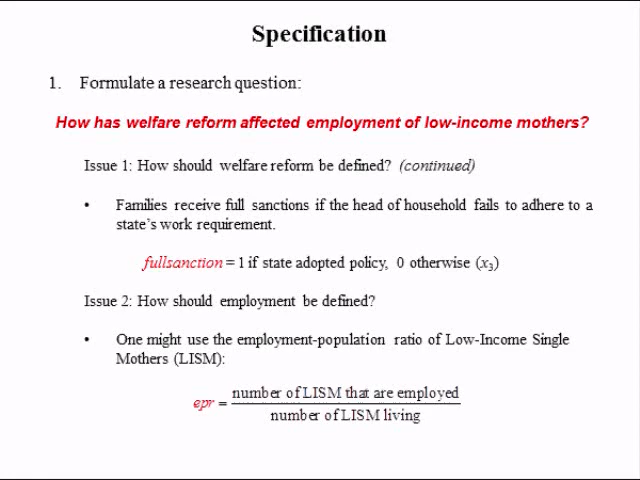 Specification
1. Formulate a research question:
How has welfare reform affected employment of low-income mothers?
Issue 1: How should welfare reform be defined? (continued)
• Families receive full sanctions if the head of household fails to adhere to a
state's work requirement.
fullsanction = 1 if state adopted policy, 0 otherwise (x₃)
Issue 2: How should employment be defined?
• One might use the employment-population ratio of Low-Income Single
Mothers (LISM):
number of LISM that are employed
epr =
number of LISM living